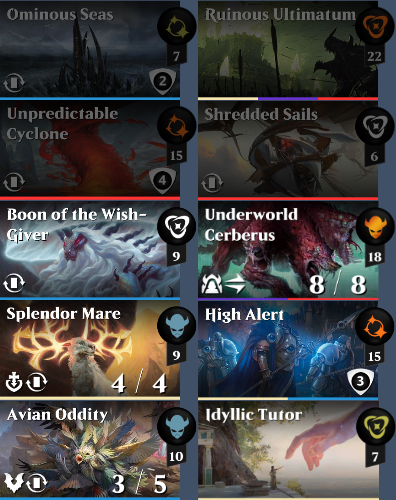 Ominous Seas
7
2
Ruinous Ultimatum
22
Unpredictable
Cyclone
15
4
Shredded Sails
6
Boon of the Wish-
Giver
9
Underworld
Cerberus
18
8 / 8
Splendor Mare
9
4 / 4
High Alert
15
3
Avian Oddity
10
3 / 5
Idyllic Tutor
7